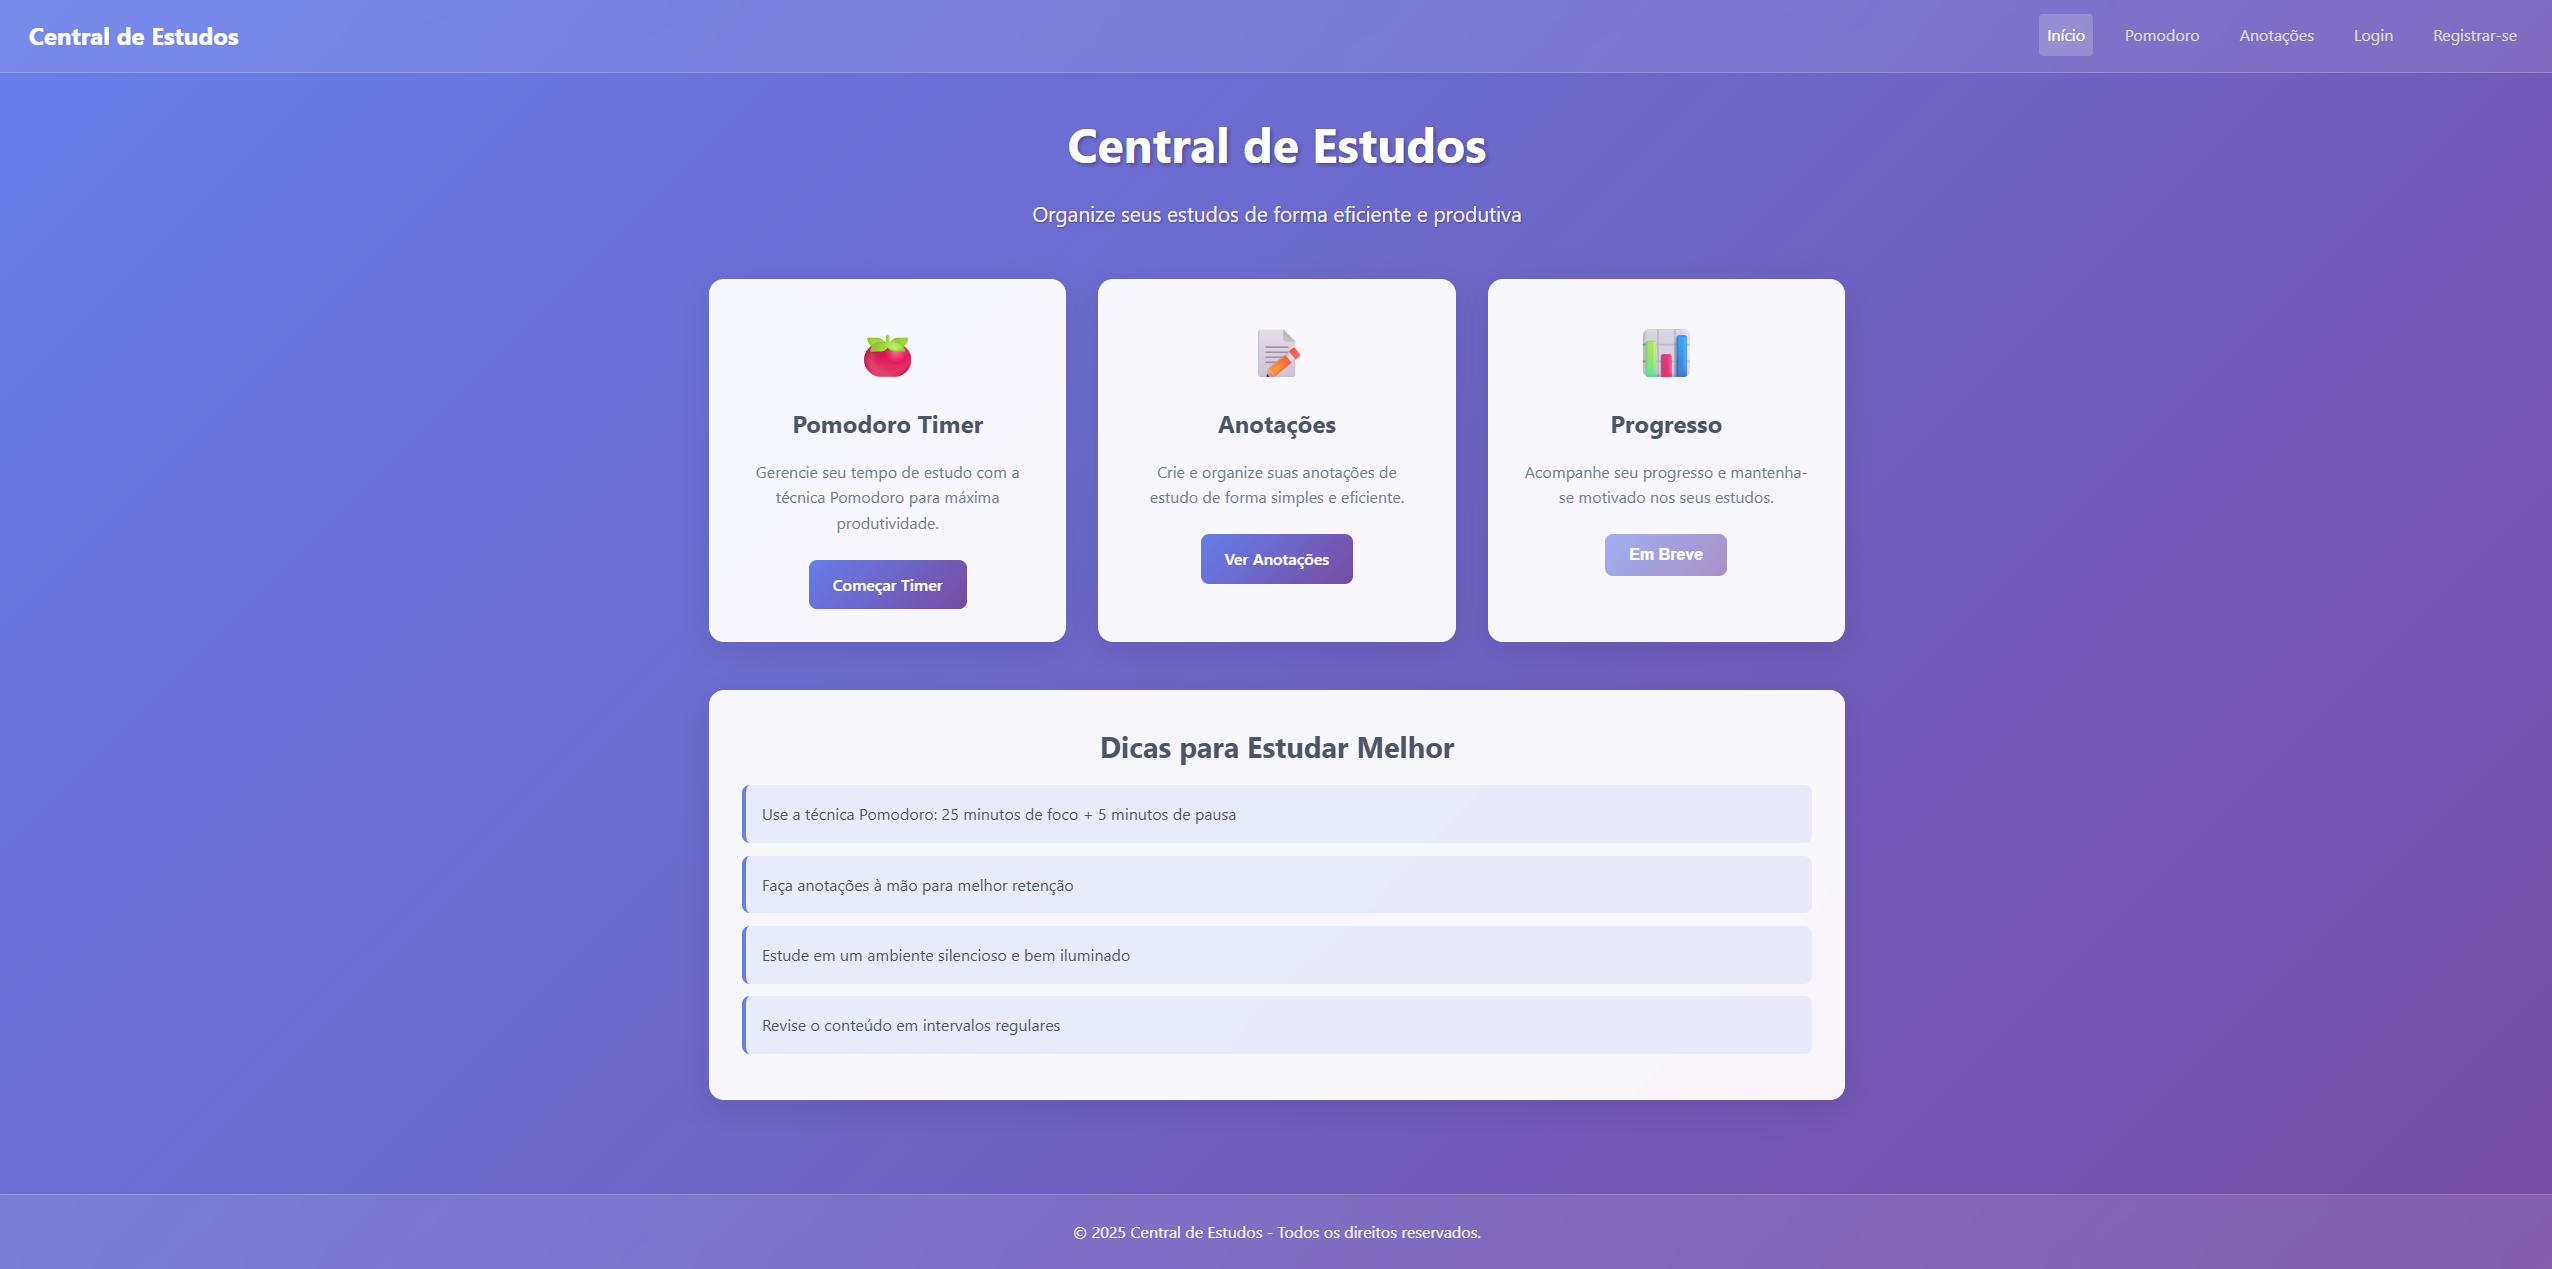 Central de Estudos
Início
Pomodoro
Anotações
Login
Registrar-se
Central de Estudos
Organize seus estudos de forma eficiente e produtiva
Pomodoro Timer
Gerencie seu tempo de estudo com a
técnica Pomodoro para máxima
produtividade.
Começar Timer
Anotações
Crie e organize suas anotações de
estudo de forma simples e eficiente.
Ver Anotações
Progresso
Acompanhe seu progresso e mantenha-
se motivado nos seus estudos.
Em Breve
Dicas para Estudar Melhor
Use a técnica Pomodoro: 25 minutos de foco + 5 minutos de pausa
Faça anotações à mão para melhor retenção
Estude em um ambiente silencioso e bem iluminado
Revise o conteúdo em intervalos regulares
© 2025 Central de Estudos - Todos os direitos reservados.